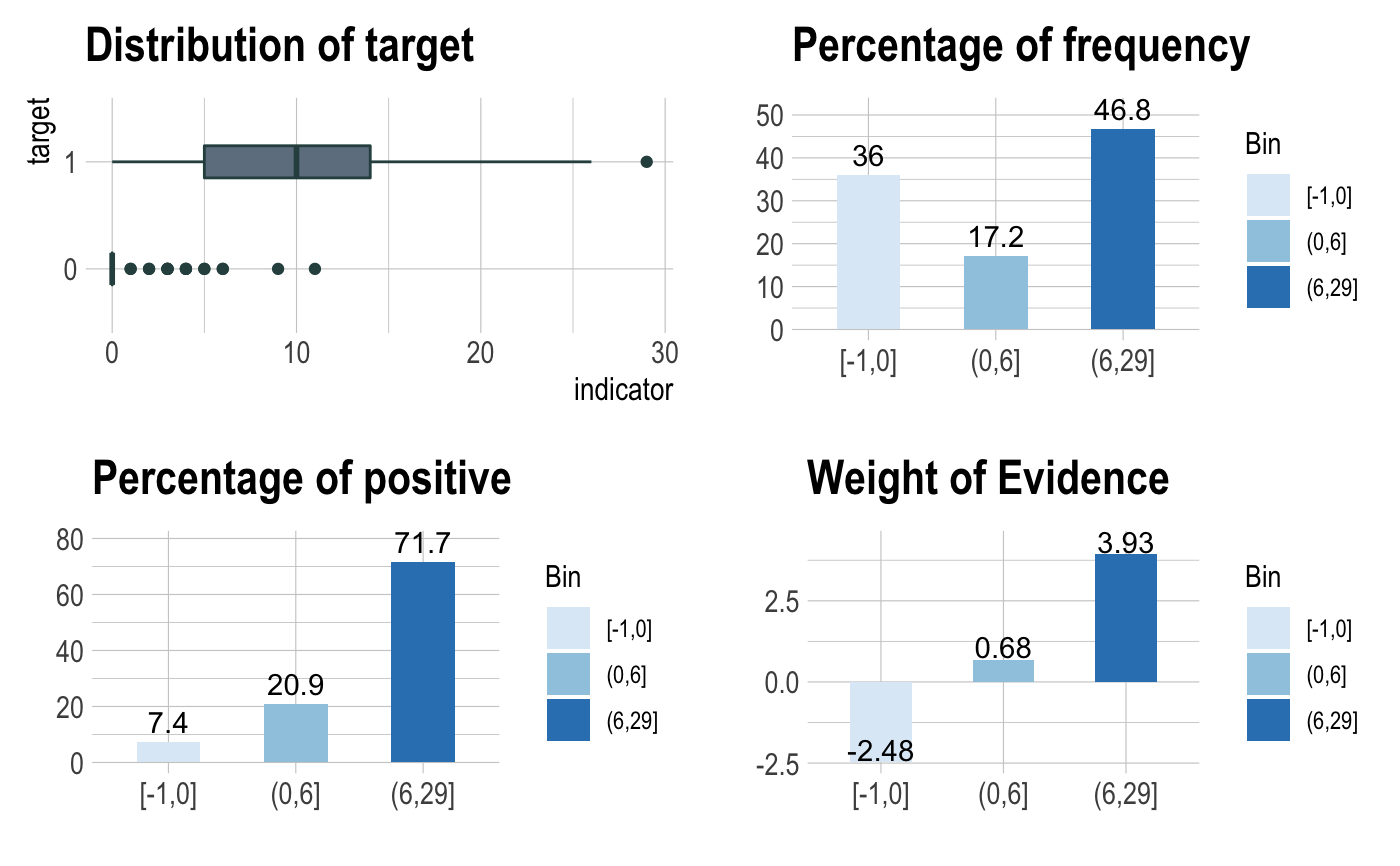 Distribution of target
target
1
0
0 10 20 30
indicator
Percentage of frequency
50
40
30
20
10
0
36
17.2
46.8
[-1,0] (0,6] (6,29]
Bin
[-1,0]
(0,6]
(6,29]
Percentage of positive
80
60
40
20
0
7.4
20.9
71.7
[-1,0] (0,6] (6,29]
Bin
[-1,0]
(0,6]
(6,29]
Weight of Evidence
2.5
0.0
-2.5
-2.48
0.68
3.93
[-1,0] (0,6] (6,29]
Bin
[-1,0]
(0,6]
(6,29]